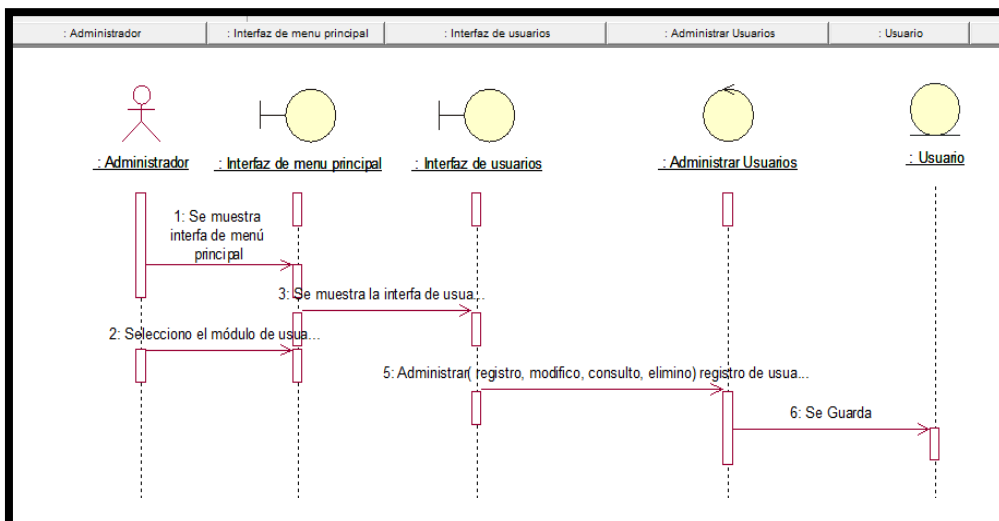 : Administrador
: Interfaz de menu principal
: Interfaz de usuarios
: Administrar Usuarios
: Usuario
: Administrador
: Interfaz de menu principal
: Interfaz de usuarios
: Administrar Usuarios
: Usuario
1: Se muestra
interfa de menú
principal
3: Se muestra la interfa de usua...
2: Selecciono el módulo de usua...
5: Administrar( registro, modifico, consulto, elimino) registro de usua...
6: Se Guarda